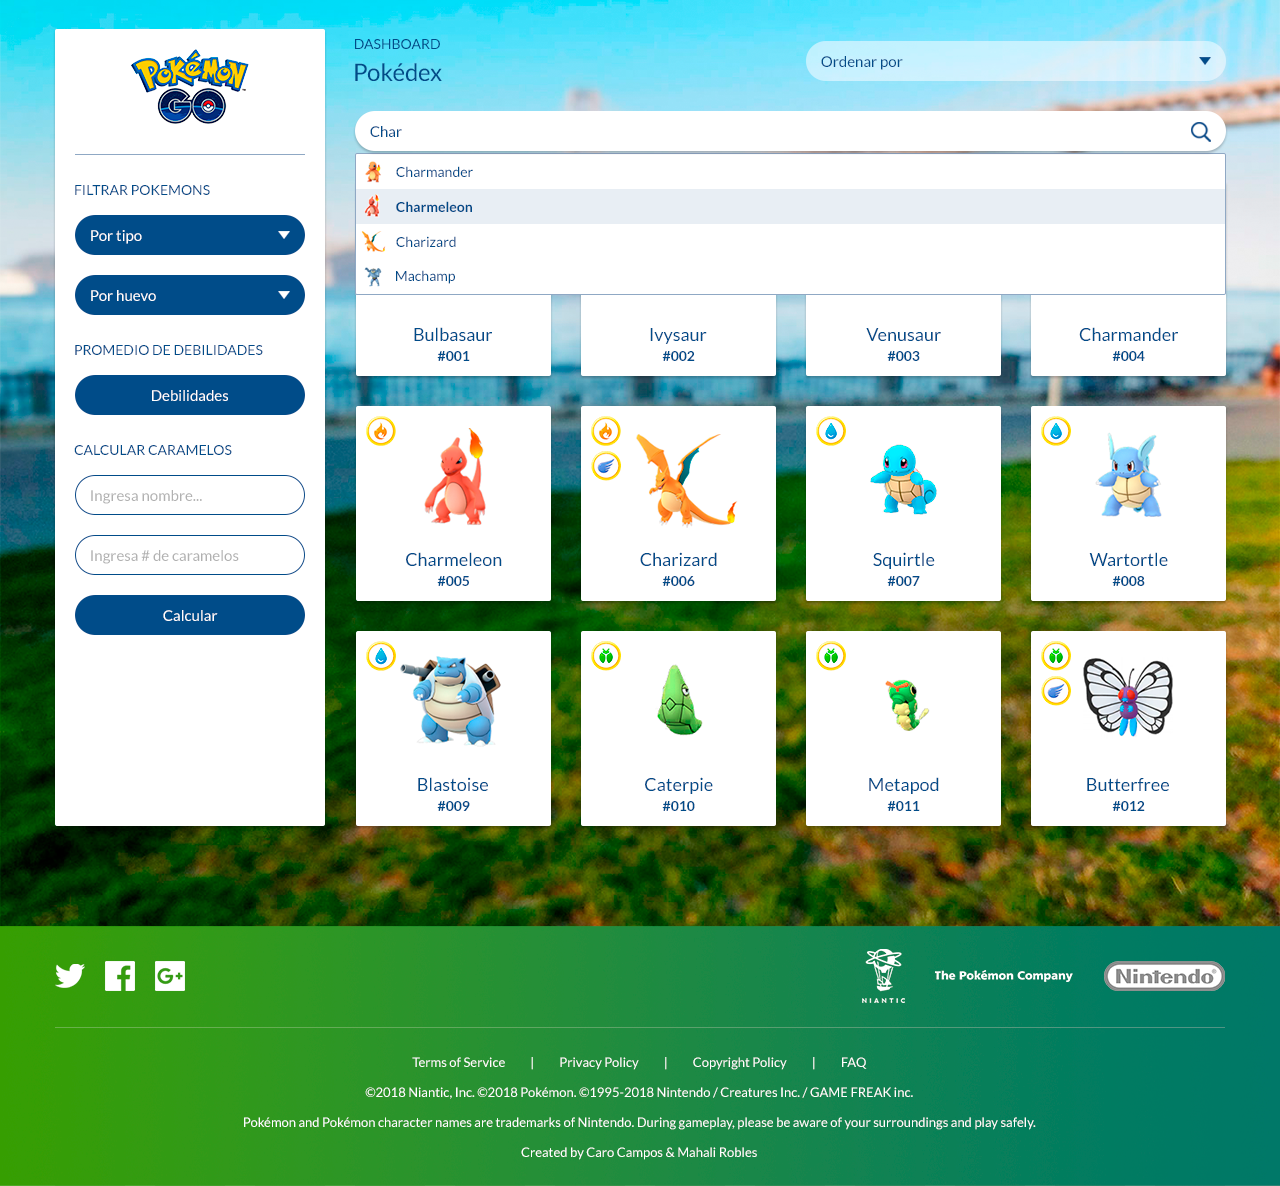 POKÉMON
GO
FILTRAR POKEMONS
Por tipo
Por huevo
PROMEDIO DE DEBILIDADES
Debilidades
CALCULAR CARAMELOS
Ingresa nombre...
Ingresa # de caramelos
Calcular
DASHBOARD
Pokédex
Ordenar por
Char
Charmander
Charmeleon
Charizard
Machamp
Bulbasaur
#001
Ivysaur
#002
Venusaur
#003
Charmander
#004
Charmeleon
#005
Charizard
#006
Squirtle
#007
Wartortle
#008
Blastoise
#009
Caterpie
#010
Metapod
#011
Butterfree
#012
G+
NIANTIC
The Pokémon Company
Nintendo®
Terms of Service | Privacy Policy | Copyright Policy | FAQ
©2018 Niantic, Inc. ©2018 Pokémon. ©1995-2018 Nintendo / Creatures Inc. / GAME FREAK inc.
Pokémon and Pokémon character names are trademarks of Nintendo. During gameplay, please be aware of your surroundings and play safely.
Created by Caro Campos & Mahali Robles